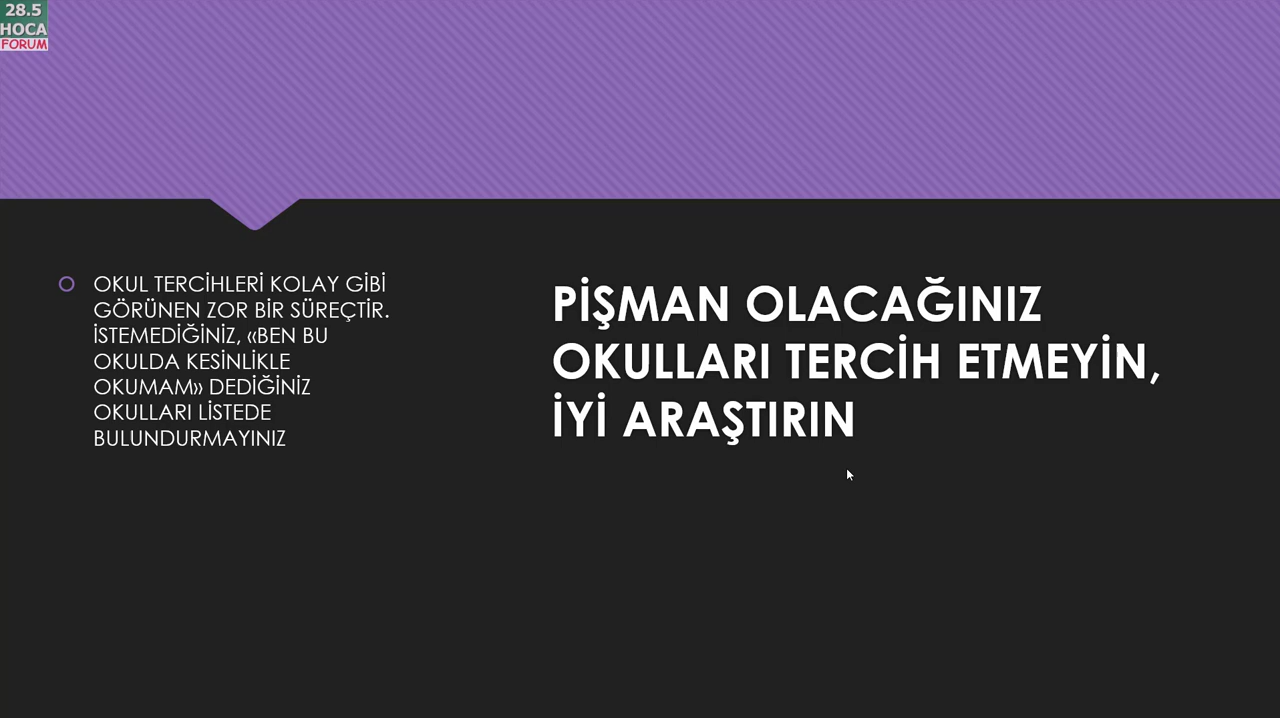 28.5
HOCA
FORUM
OKUL TERCİHLERİ KOLAY GİBİ
GÖRÜNEN ZOR BİR SÜREÇTİR.
İSTEMEDİĞİNİZ, «BEN BU
OKULDA KESİNLİKLE
OKUMAM» DEDİĞİNİZ
OKULLARI LİSTEDE
BULUNDURMAYINIZ
PİŞMAN OLACAĞINIZ
OKULLARI TERCİH ETMEYİN,
İYİ ARAŞTIRIN